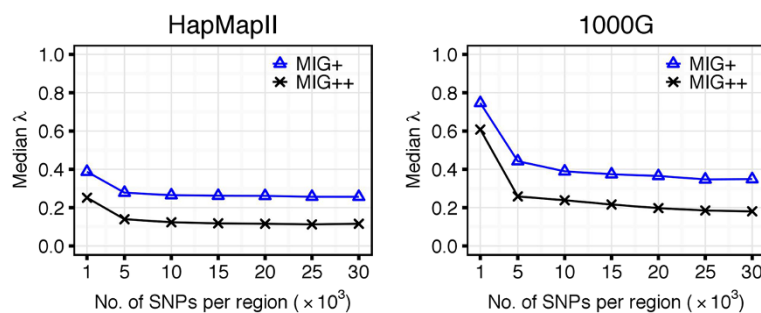 HapMapII
Median λ
1.0
0.8
0.6
0.4
0.2
0.0
MIG+
MIG++
1 5 10 15 20 25 30
No. of SNPs per region (×10³)
1000G
Median λ
1.0
0.8
0.6
0.4
0.2
0.0
MIG+
MIG++
1 5 10 15 20 25 30
No. of SNPs per region (×10³)